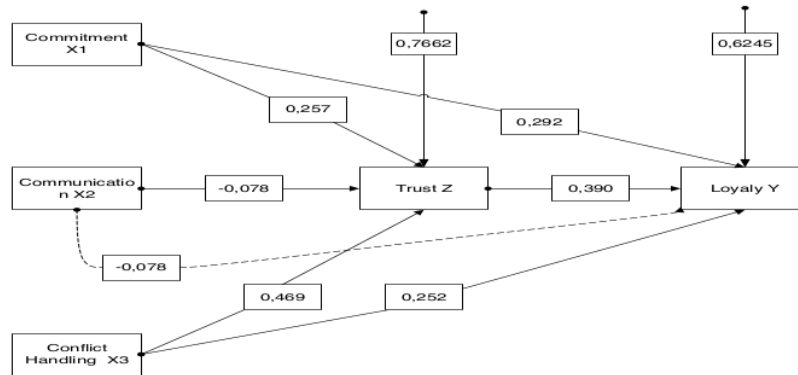 Commitment
X1
0,7662
0,6245
0,257
0,292
Communicatio
n X2
-0,078
Trust Z
0,390
Loyaly Y
-0,078
0,469
0,252
Conflict
Handling X3